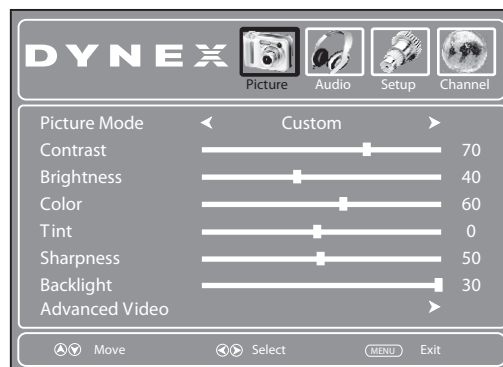 DYNEX
Picture Audio Setup Channel
Picture Mode Custom
Contrast 70
Brightness 40
Color 60
Tint 0
Sharpness 50
Backlight 30
Advanced Video
Move Select MENU Exit